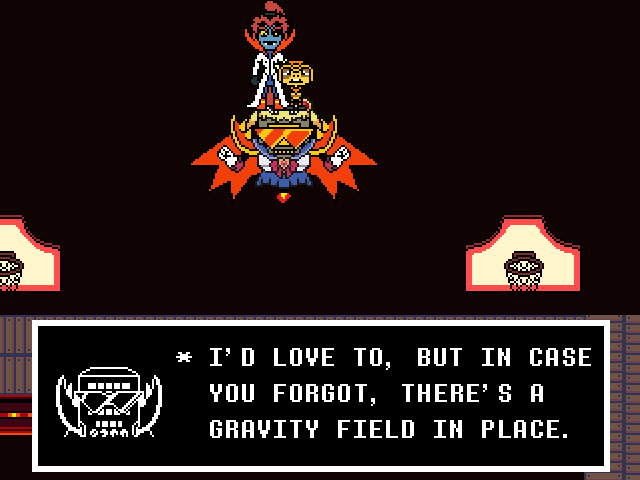 * I'D LOVE TO, BUT IN CASE
YOU FORGOT, THERE'S A
GRAVITY FIELD IN PLACE.